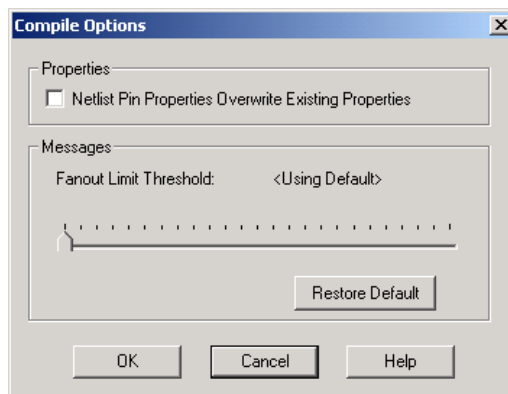 Compile Options
Properties
Netlist Pin Properties Overwrite Existing Properties
Messages
Fanout Limit Threshold: <Using Default>
Restore Default
OK Cancel Help